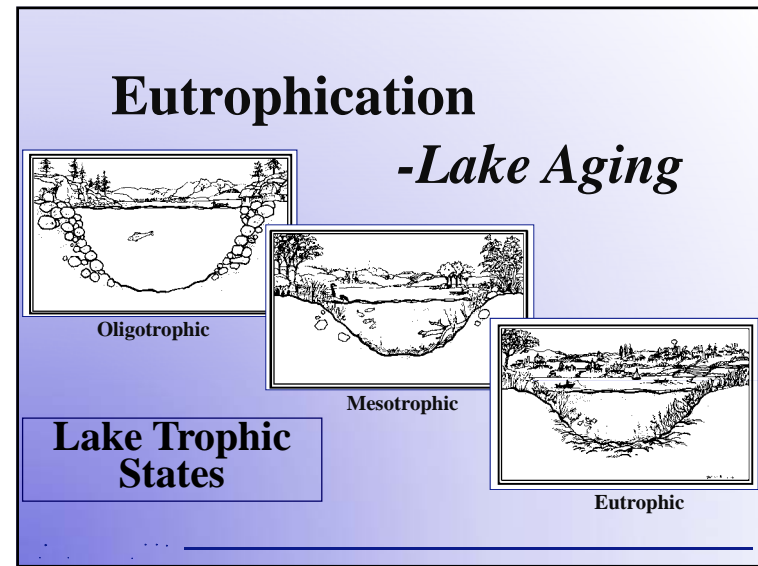 Eutrophication
-Lake Aging
Oligotrophic
Mesotrophic
Lake Trophic
States
Eutrophic